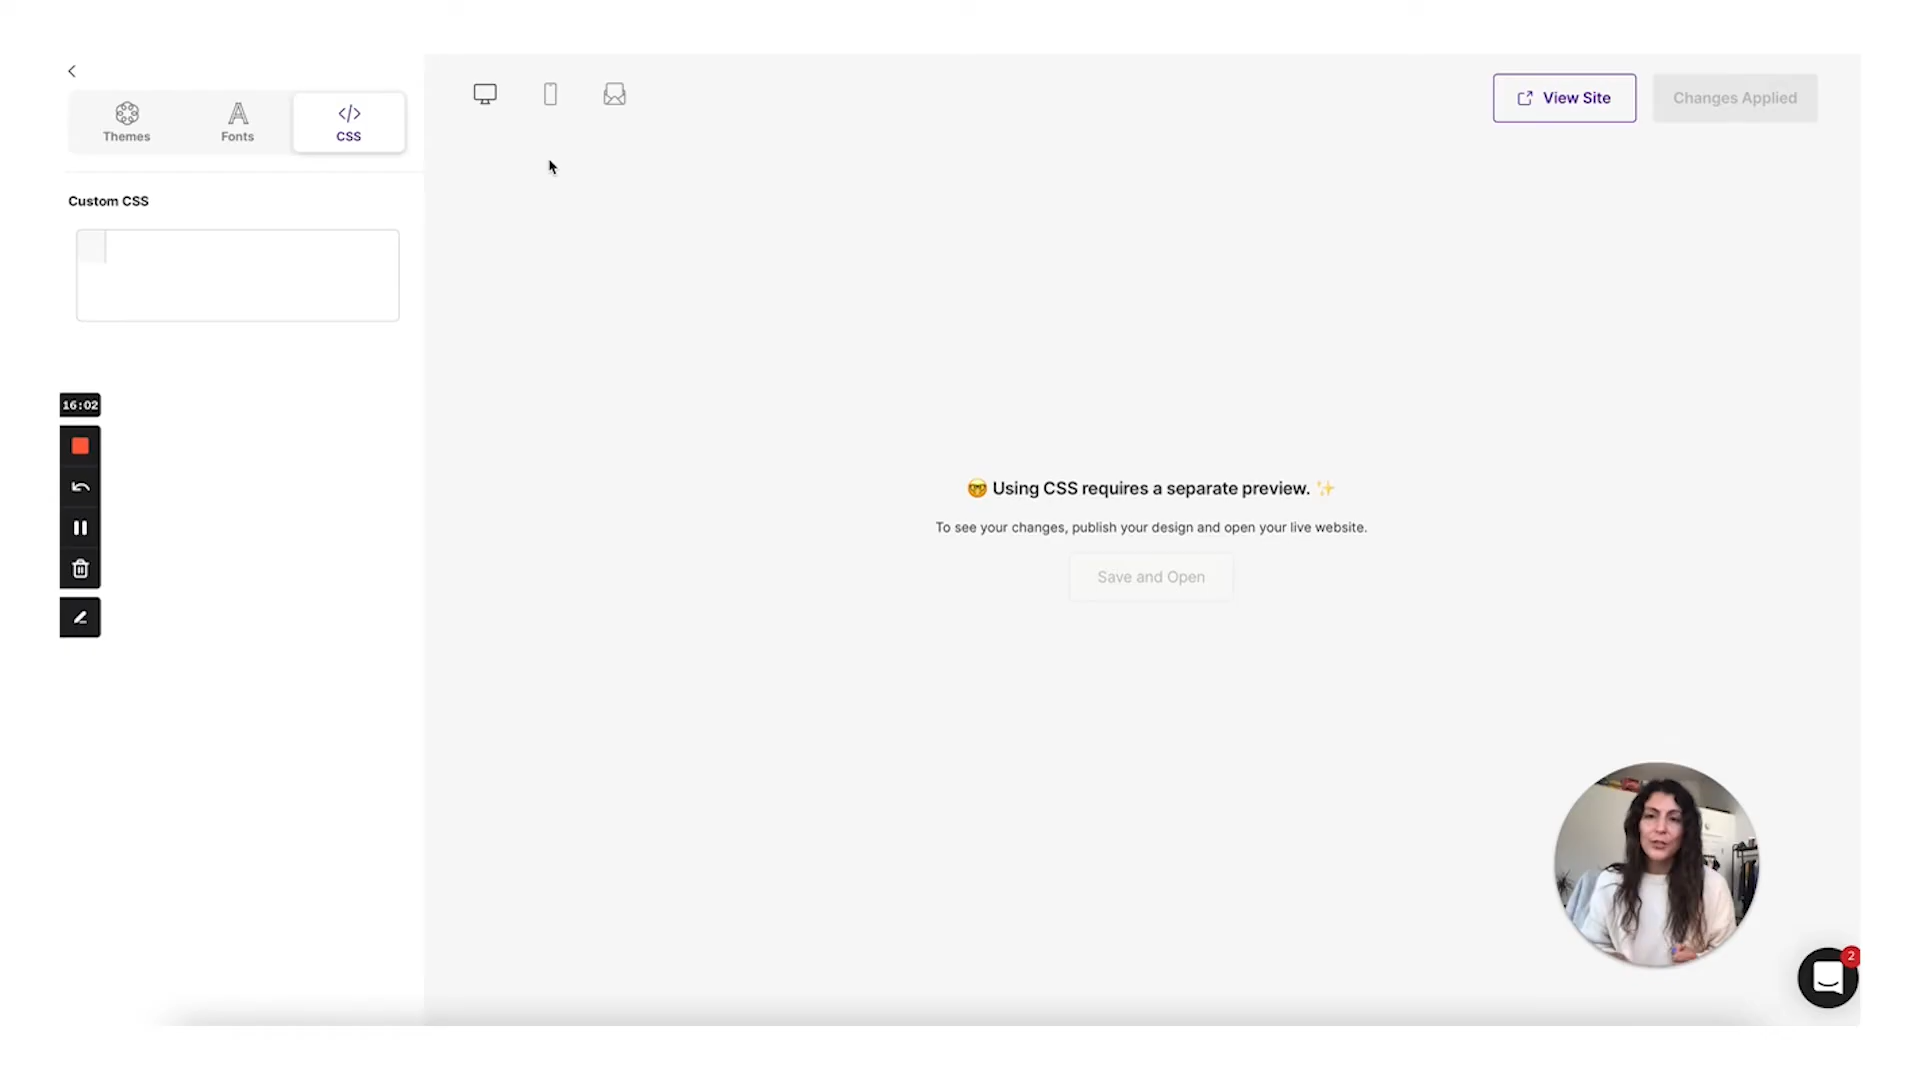 Themes
Fonts
</>
CSS
View Site
Changes Applied
Custom CSS
16:02
🤓 Using CSS requires a separate preview. ✨
To see your changes, publish your design and open your live website.
Save and Open
2